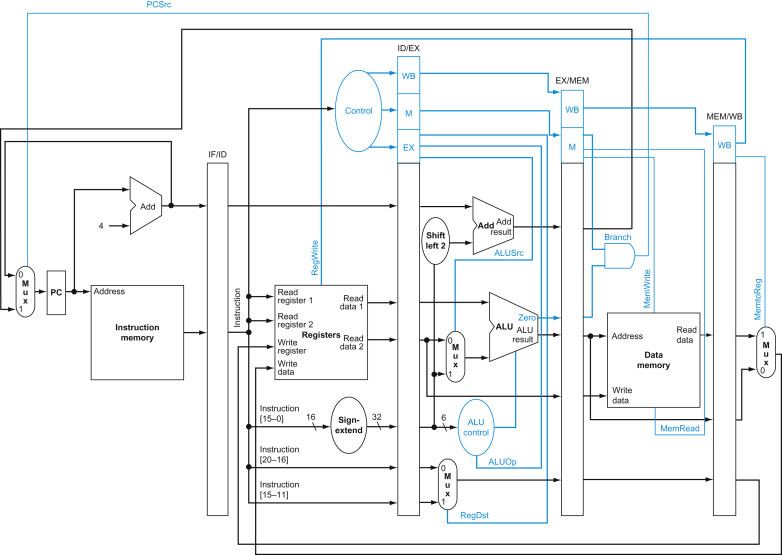 PCSrc
ID/EX
WB
M
EX
Control
EX/MEM
WB
M
MEM/WB
WB
IF/ID
Add
4
RegWrite
Shift
left 2
Add
Add
result
ALUSrc
Branch
0
M
u
x
1
PC
Address
Instruction
memory
Instruction
Read
register 1
Read
register 2
Write
register
Write
data
Registers
Read
data 1
Read
data 2
0
M
u
x
1
Zero
ALU
ALU
result
MemWrite
Address
Write
data
Read
data
Data
memory
MemtoReg
1
M
u
x
0
Instruction
[15–0]
16
Sign-
extend
32
6
ALU
control
MemRead
ALUOp
Instruction
[20–16]
Instruction
[15–11]
0
M
u
x
1
RegDst